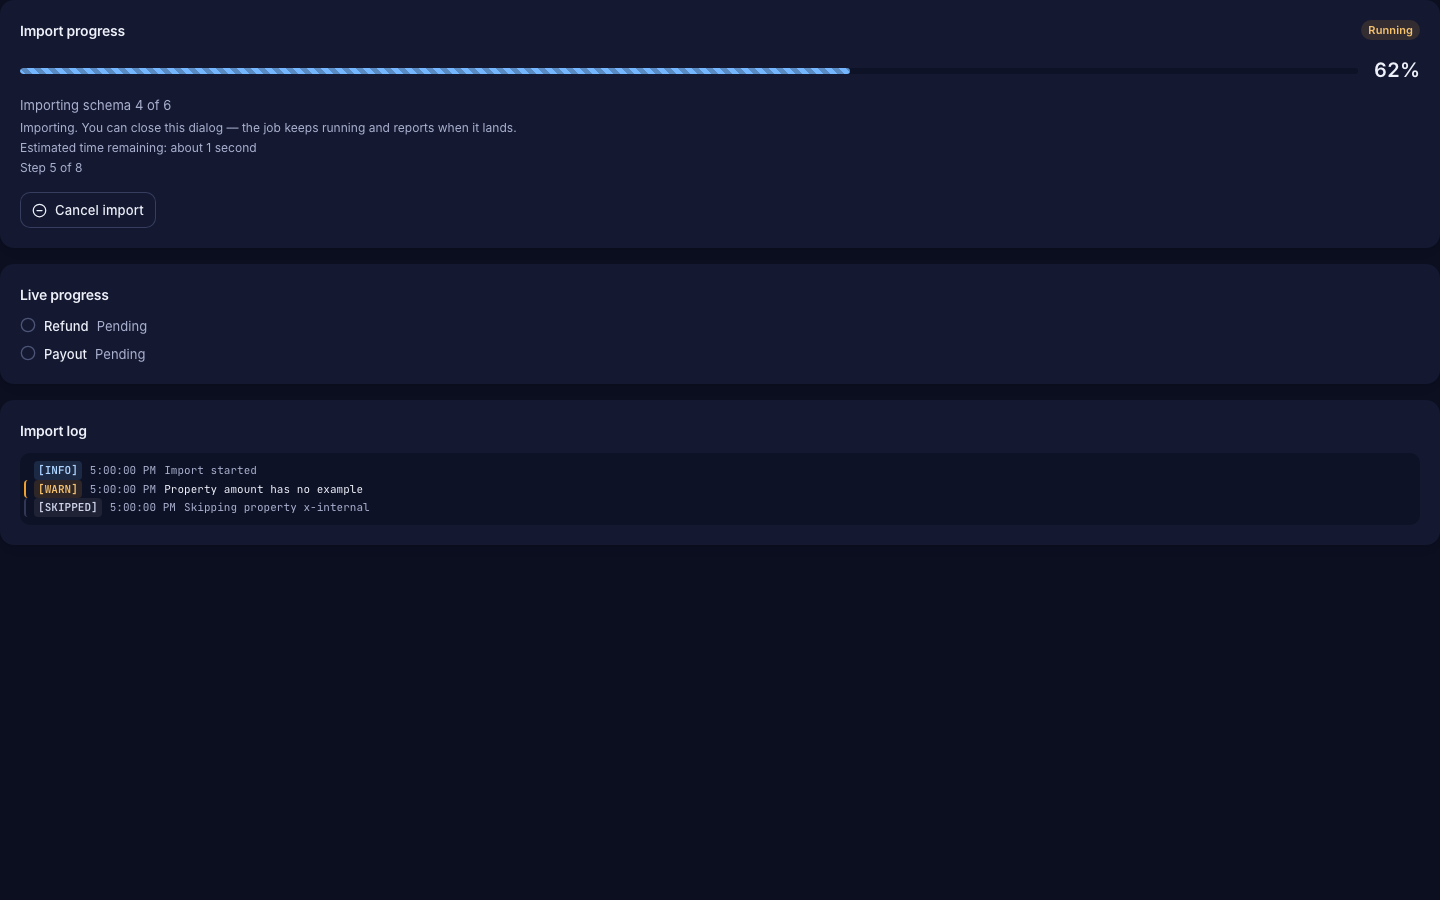 Import progress
Running
62%
Importing schema 4 of 6
Importing. You can close this dialog — the job keeps running and reports when it lands.
Estimated time remaining: about 1 second
Step 5 of 8
Cancel import
Live progress
Refund Pending
Payout Pending
Import log
[INFO] 5:00:00 PM Import started
[WARN] 5:00:00 PM Property amount has no example
[SKIPPED] 5:00:00 PM Skipping property x-internal